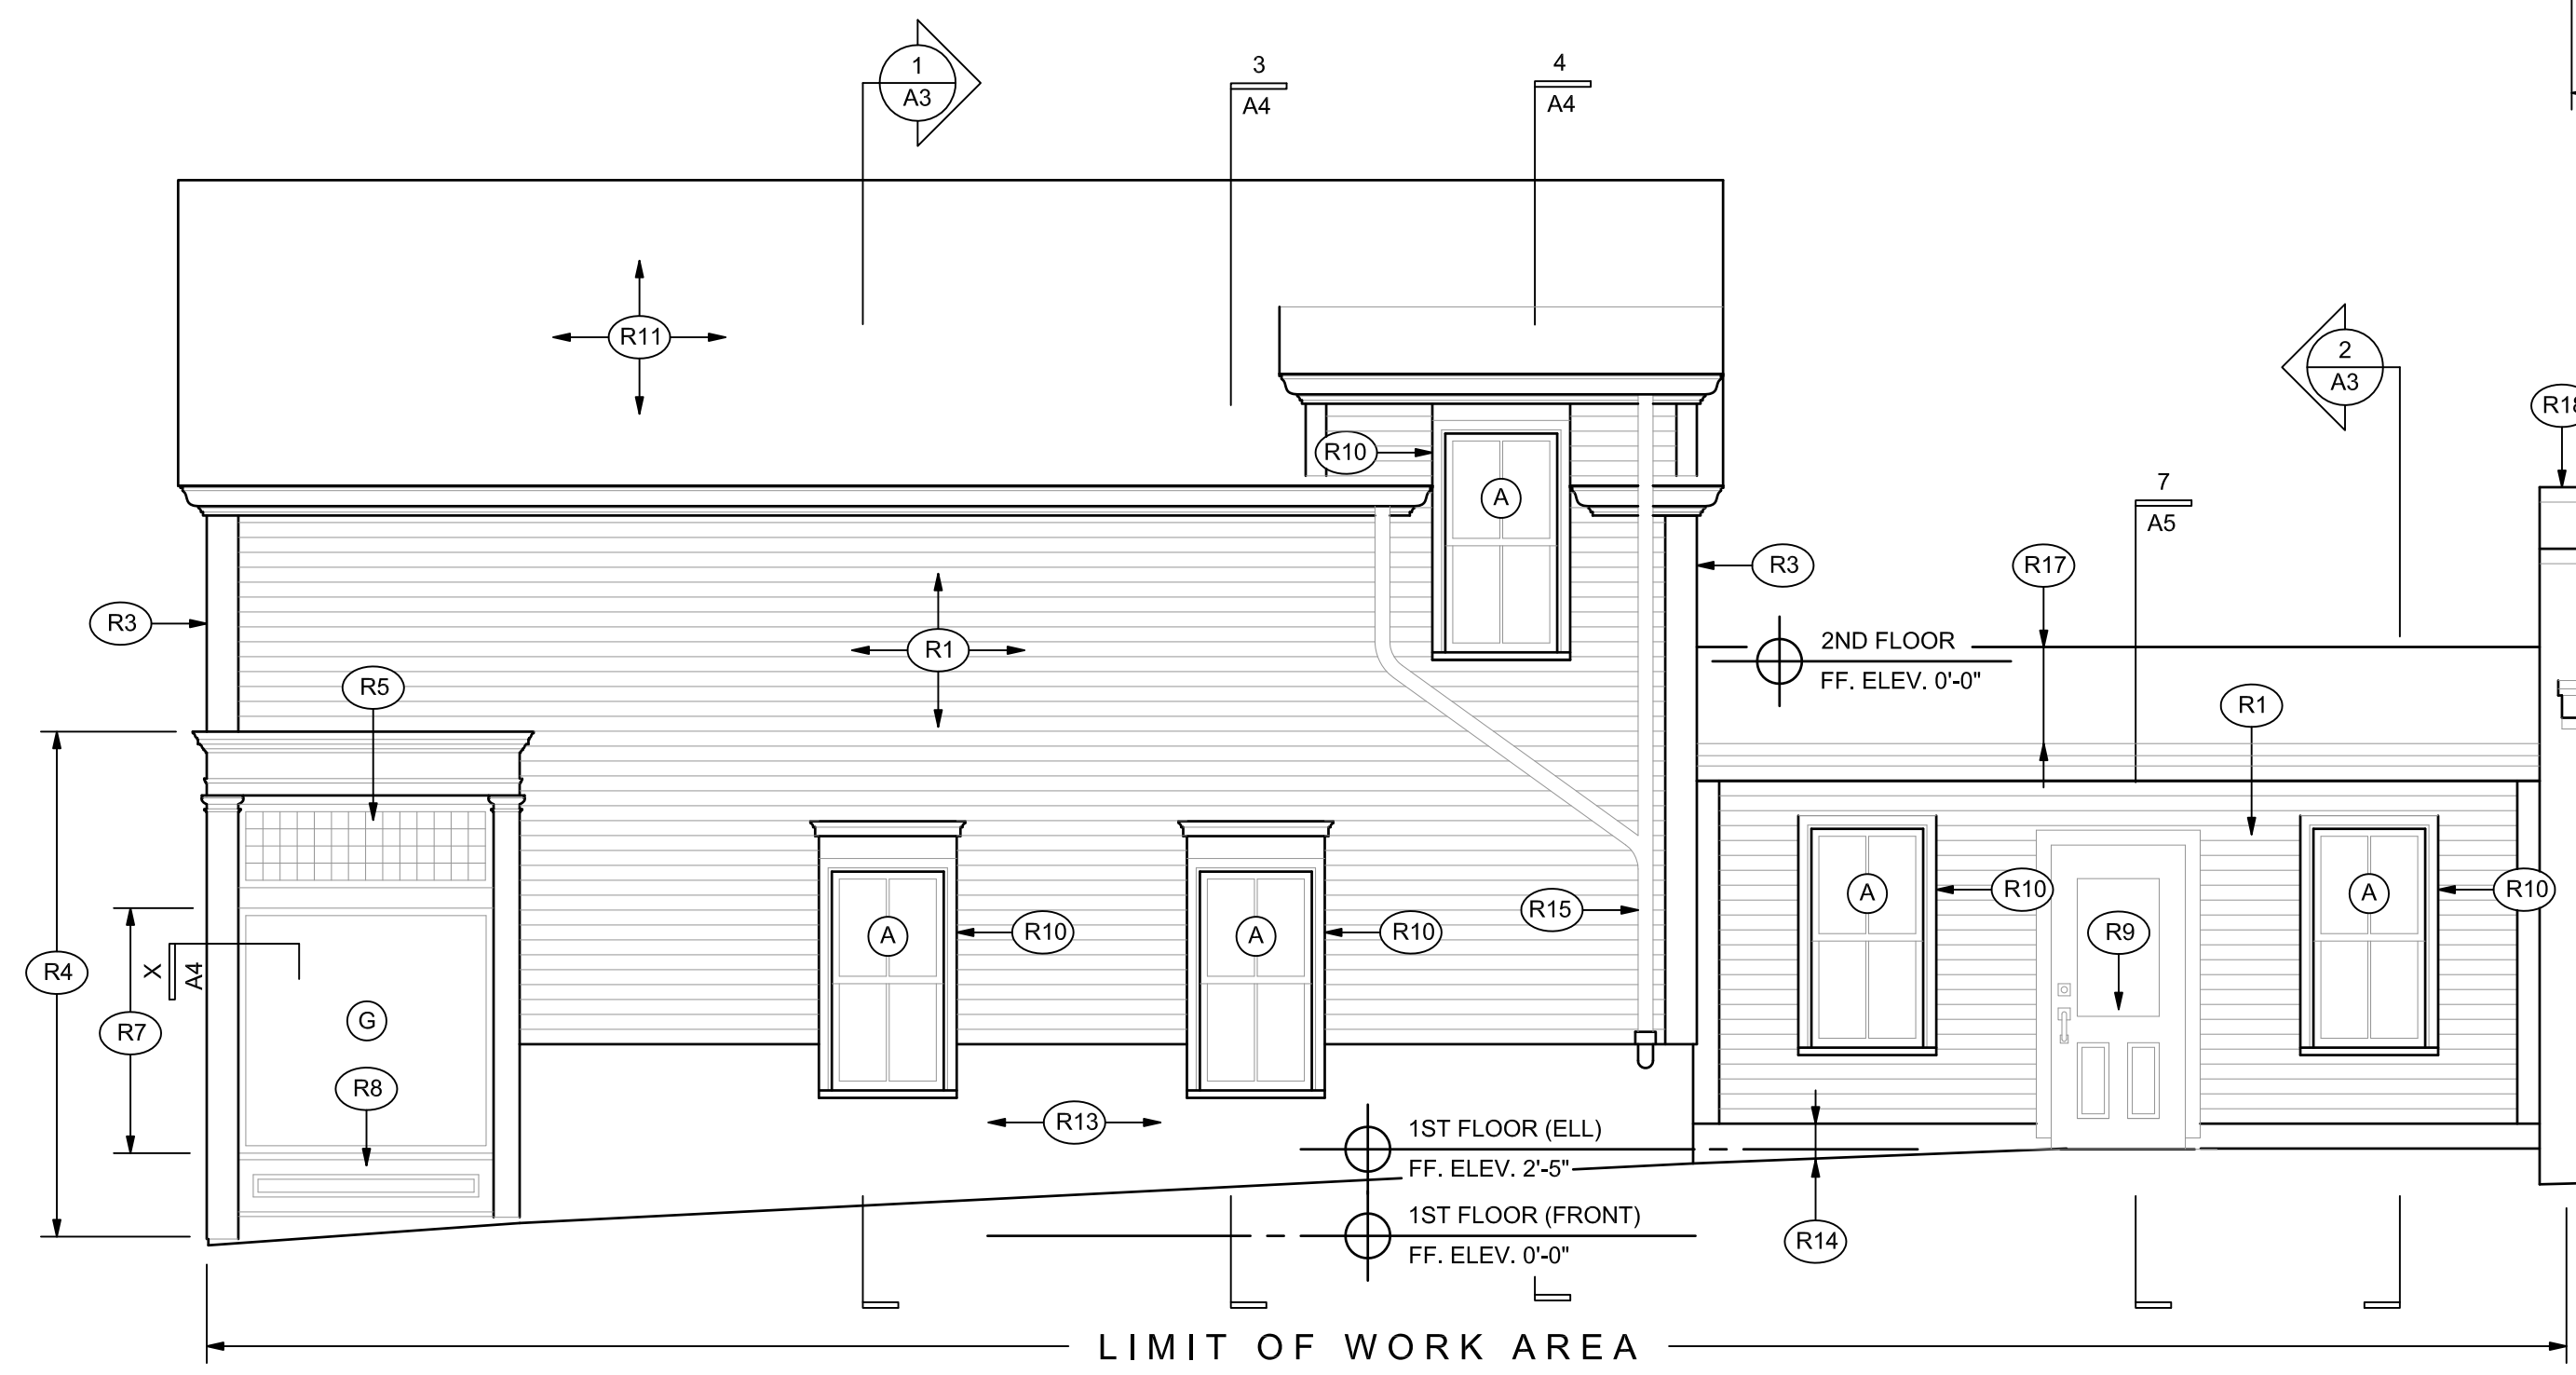 1
A3
3
A4
4
A4
R11
2
A3
R10
A
7
A5
R3
R17
R3
R1
2ND FLOOR
FF. ELEV. 0'-0"
R5
R1
A
R10
A
R10
R15
A
R10
A
R10
R9
R4
X
A4
R7
G
R8
R13
1ST FLOOR (ELL)
FF. ELEV. 2'-5"
1ST FLOOR (FRONT)
FF. ELEV. 0'-0"
R14
LIMIT OF WORK AREA